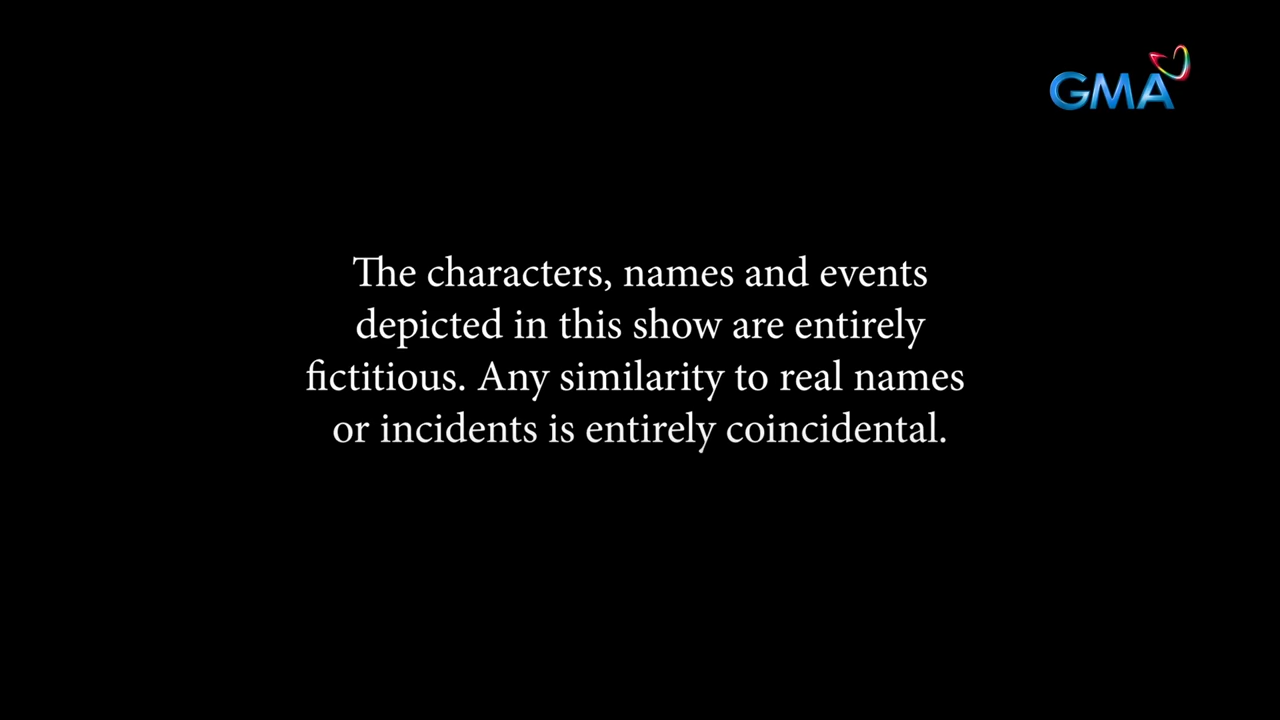 GMA
The characters, names and events
depicted in this show are entirely
fictitious. Any similarity to real names
or incidents is entirely coincidental.